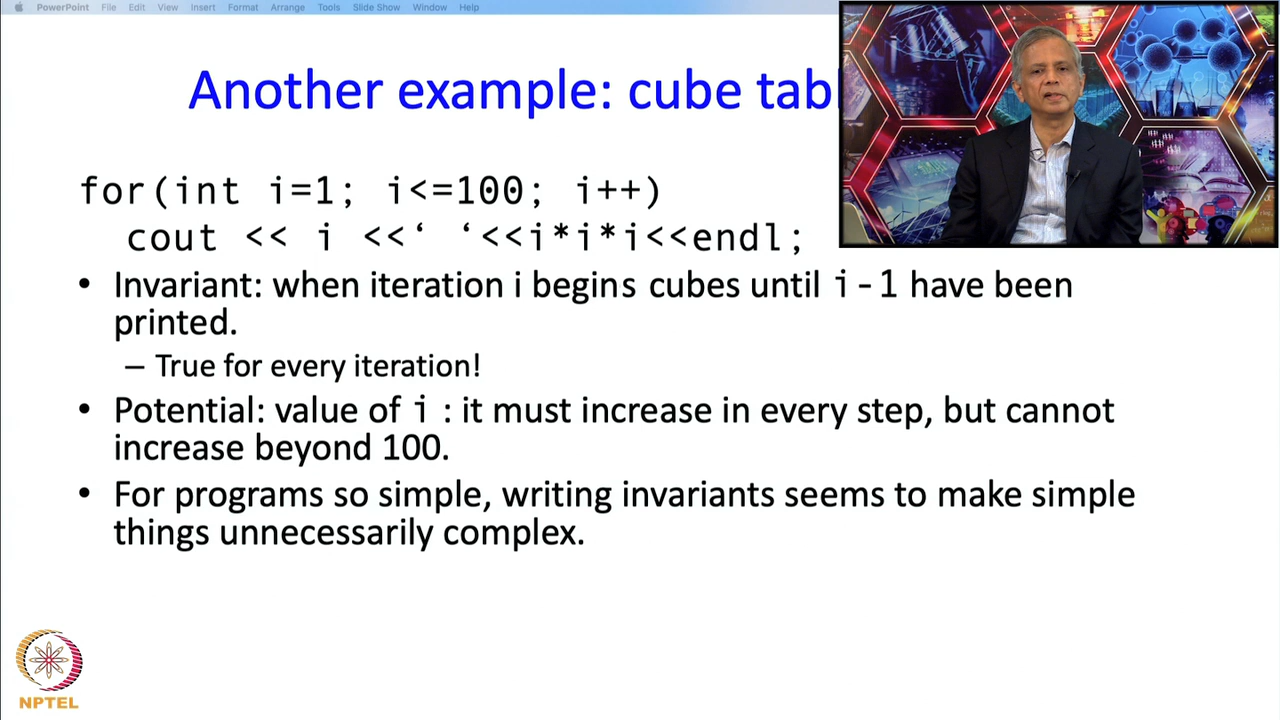 PowerPoint File Edit View Insert Format Arrange Tools Slide Show Window Help
Another example: cube tabl
for(int i=1; i<=100; i++)
cout << i <<‘ ‘<<i*i*i<<endl;
• Invariant: when iteration i begins cubes until i-1 have been
printed.
– True for every iteration!
• Potential: value of i : it must increase in every step, but cannot
increase beyond 100.
• For programs so simple, writing invariants seems to make simple
things unnecessarily complex.
NPTEL